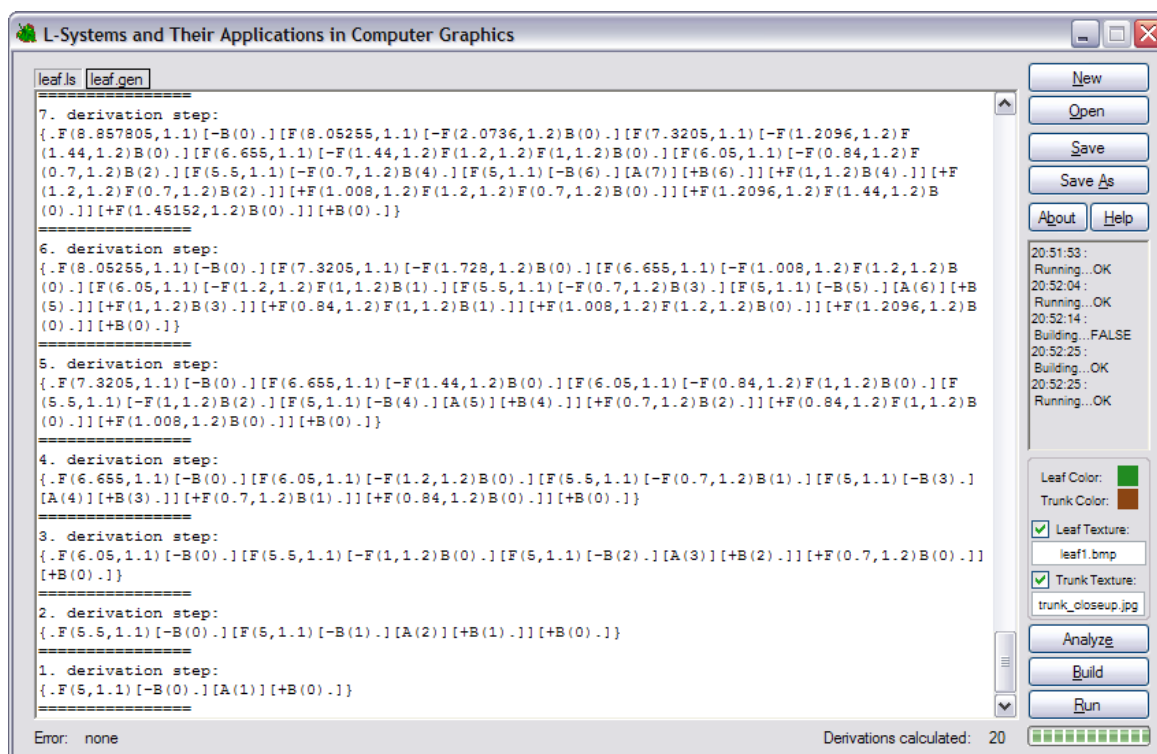 L-Systems and Their Applications in Computer Graphics
leaf.ls leaf.gen
================
7. derivation step:
{.F(8.857805,1.1)[-B(0).][F(8.05255,1.1)[-F(2.0736,1.2)B(0).][F(7.3205,1.1)[-F(1.2096,1.2)F
(1.44,1.2)B(0).][F(6.655,1.1)[-F(1.44,1.2)F(1.2,1.2)F(1,1.2)B(0).][F(6.05,1.1)[-F(0.84,1.2)F
(0.7,1.2)B(2).][F(5.5,1.1)[-F(0.7,1.2)B(4).][F(5,1.1)[-B(6).][A(7)][+B(6).]][+F(1,1.2)B(4).]][+F
(1.2,1.2)F(0.7,1.2)B(2).]][+F(1.008,1.2)F(1.2,1.2)F(0.7,1.2)B(0).]][+F(1.2096,1.2)F(1.44,1.2)B
(0).]][+F(1.45152,1.2)B(0).]][+B(0).]}
================
6. derivation step:
{.F(8.05255,1.1)[-B(0).][F(7.3205,1.1)[-F(1.728,1.2)B(0).][F(6.655,1.1)[-F(1.008,1.2)F(1.2,1.2)B
(0).][F(6.05,1.1)[-F(1.2,1.2)F(1,1.2)B(1).][F(5.5,1.1)[-F(0.7,1.2)B(3).][F(5,1.1)[-B(5).][A(6)][+B
(5).]][+F(1,1.2)B(3).]][+F(0.84,1.2)F(1,1.2)B(1).]][+F(1.008,1.2)F(1.2,1.2)B(0).]][+F(1.2096,1.2)B
(0).]][+B(0).]}
================
5. derivation step:
{.F(7.3205,1.1)[-B(0).][F(6.655,1.1)[-F(1.44,1.2)B(0).][F(6.05,1.1)[-F(0.84,1.2)F(1,1.2)B(0).][F
(5.5,1.1)[-F(1,1.2)B(2).][F(5,1.1)[-B(4).][A(5)][+B(4).]][+F(0.7,1.2)B(2).]][+F(0.84,1.2)F(1,1.2)B
(0).]][+F(1.008,1.2)B(0).]][+B(0).]}
================
4. derivation step:
{.F(6.655,1.1)[-B(0).][F(6.05,1.1)[-F(1.2,1.2)B(0).][F(5.5,1.1)[-F(0.7,1.2)B(1).][F(5,1.1)[-B(3).]
[A(4)][+B(3).]][+F(0.7,1.2)B(1).]][+F(0.84,1.2)B(0).]][+B(0).]}
================
3. derivation step:
{.F(6.05,1.1)[-B(0).][F(5.5,1.1)[-F(1,1.2)B(0).][F(5,1.1)[-B(2).][A(3)][+B(2).]][+F(0.7,1.2)B(0).]]
[+B(0).]}
================
2. derivation step:
{.F(5.5,1.1)[-B(0).][F(5,1.1)[-B(1).][A(2)][+B(1).]][+B(0).]}
================
1. derivation step:
{.F(5,1.1)[-B(0).][A(1)][+B(0).]}
================
Error: none
Derivations calculated: 20
New
Open
Save
Save As
About Help
20:51:53 :
Running...OK
20:52:04 :
Running...OK
20:52:14 :
Building...FALSE
20:52:25 :
Building...OK
20:52:25 :
Running...OK
Leaf Color:
Trunk Color:
Leaf Texture:
leaf1.bmp
Trunk Texture:
trunk_closeup.jpg
Analyze
Build
Run